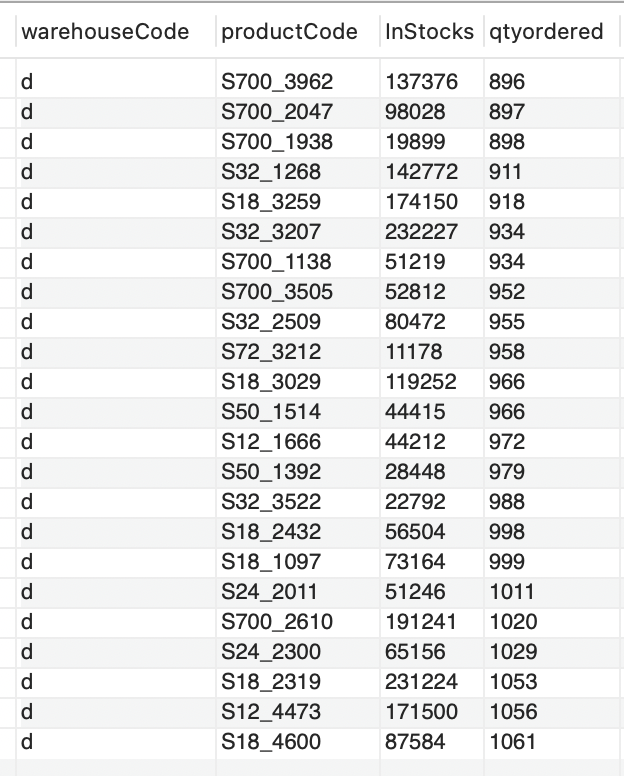 warehouseCode productCode InStocks qtyordered
d S700_3962 137376 896
d S700_2047 98028 897
d S700_1938 19899 898
d S32_1268 142772 911
d S18_3259 174150 918
d S32_3207 232227 934
d S700_1138 51219 934
d S700_3505 52812 952
d S32_2509 80472 955
d S72_3212 11178 958
d S18_3029 119252 966
d S50_1514 44415 966
d S12_1666 44212 972
d S50_1392 28448 979
d S32_3522 22792 988
d S18_2432 56504 998
d S18_1097 73164 999
d S24_2011 51246 1011
d S700_2610 191241 1020
d S24_2300 65156 1029
d S18_2319 231224 1053
d S12_4473 171500 1056
d S18_4600 87584 1061